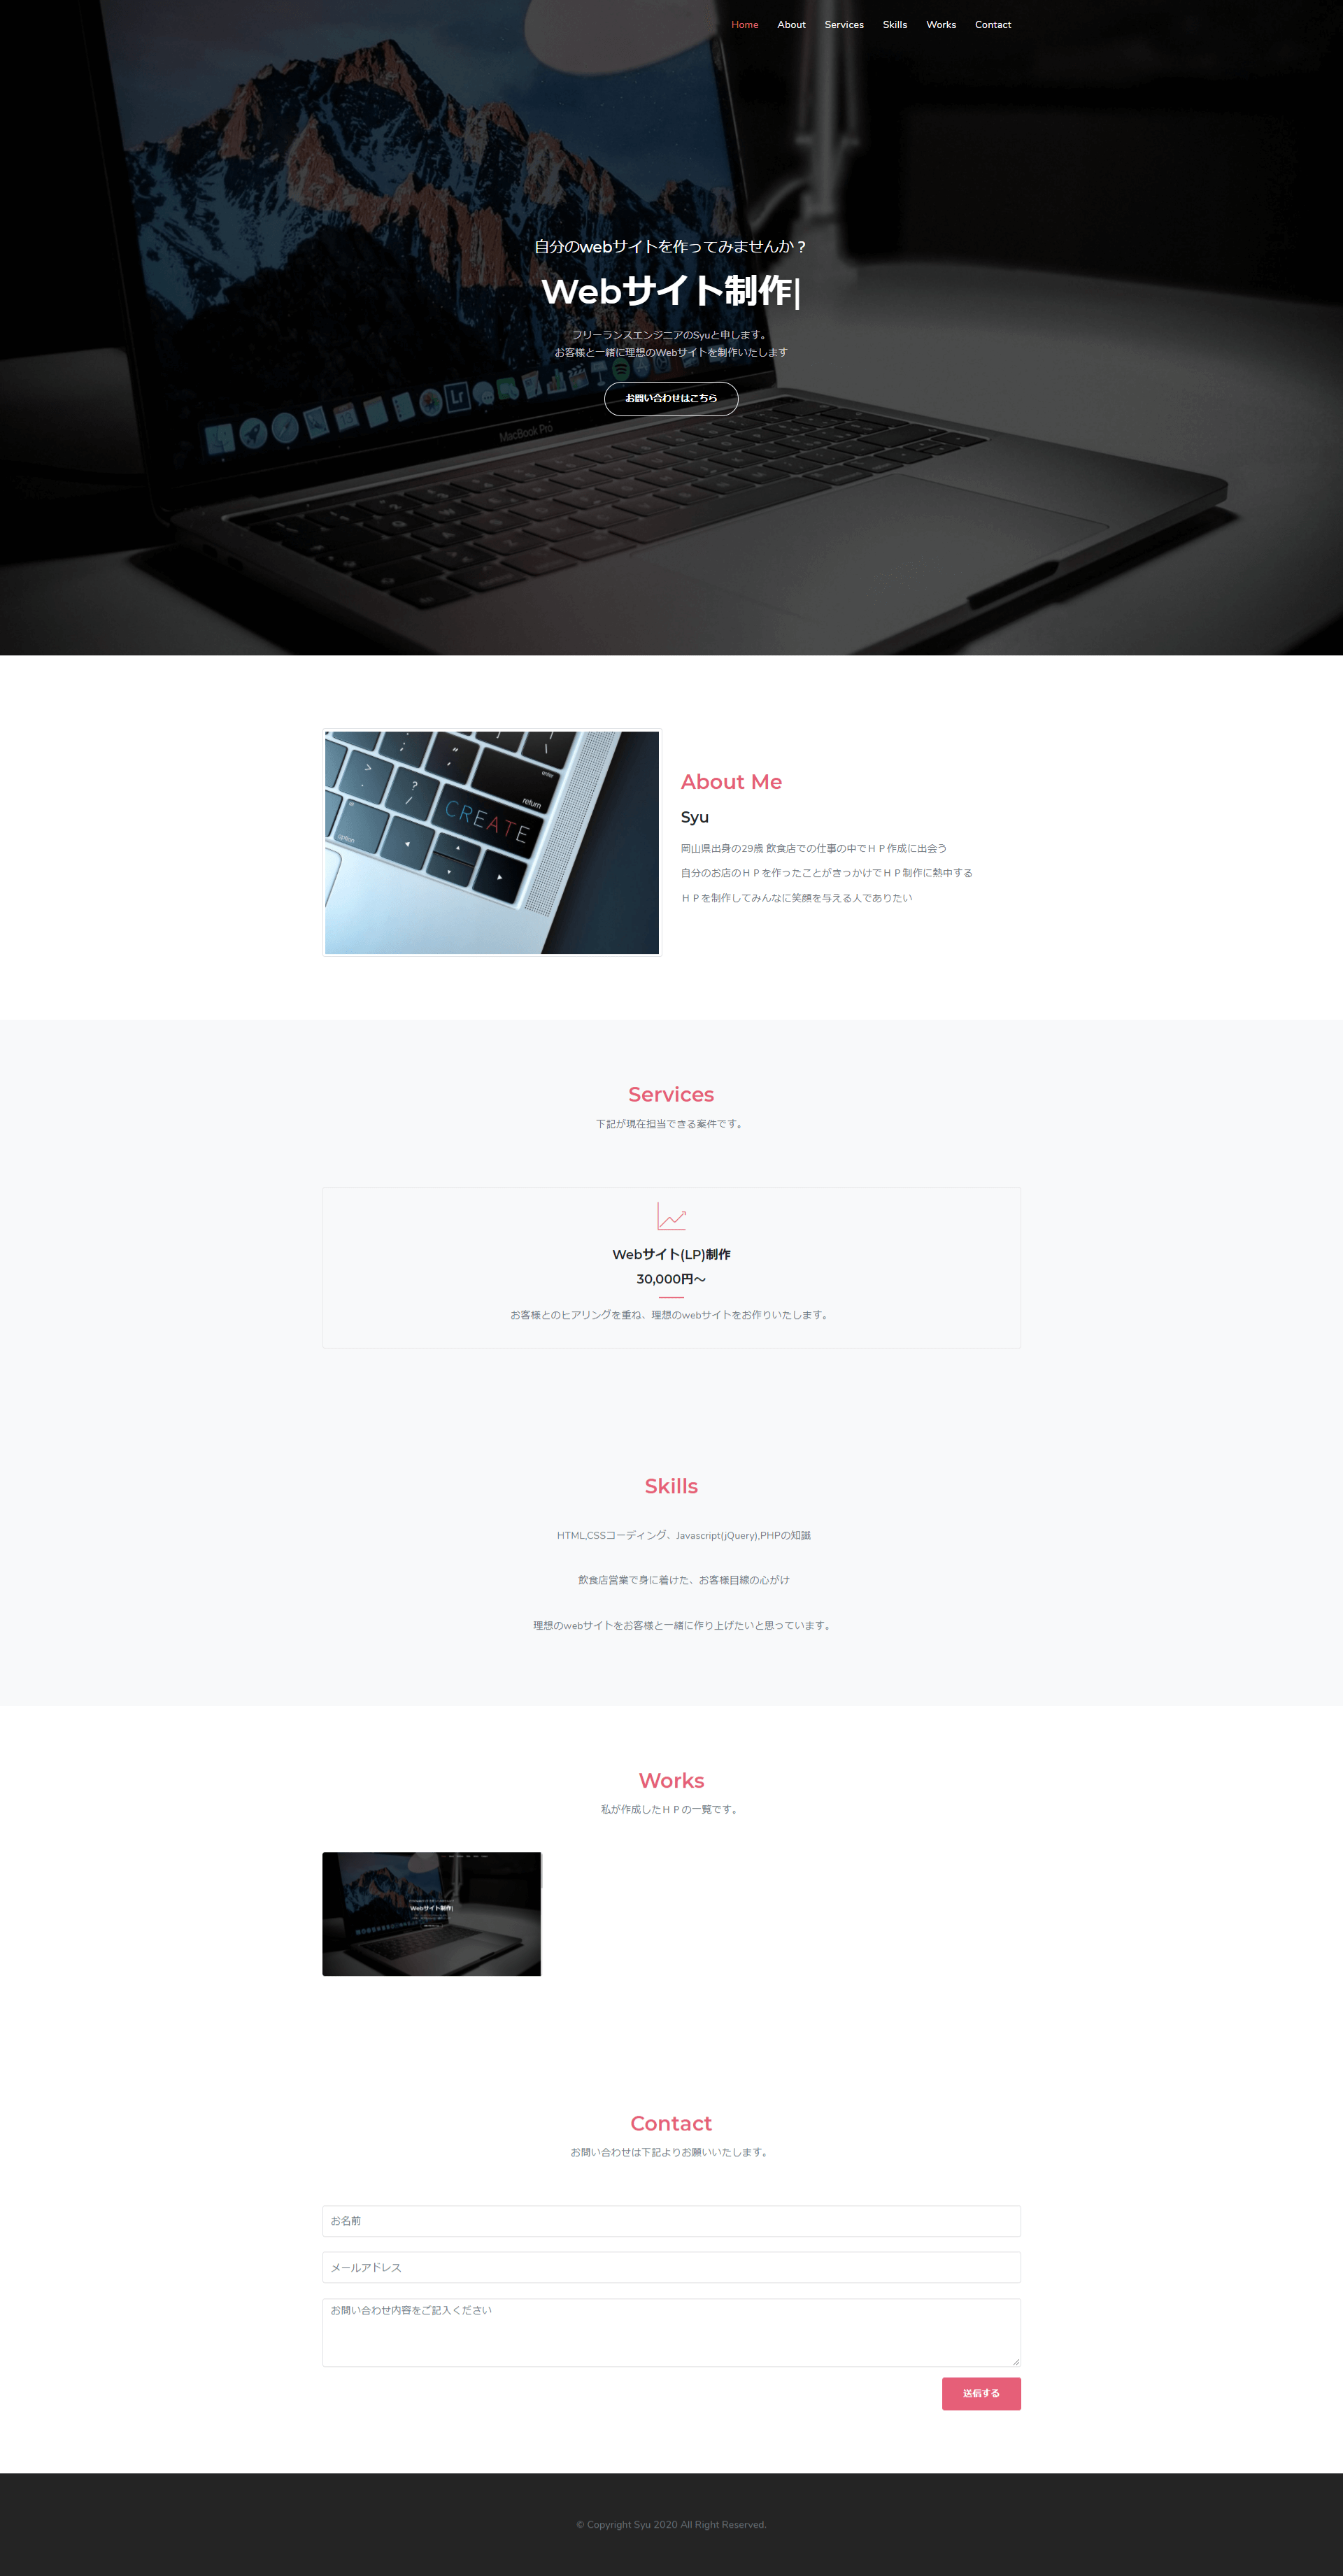 Home About Services Skills Works Contact
自分のwebサイトを作ってみませんか？
Webサイト制作|
フリーランスエンジニアのSyuと申します。
お客様と一緒に理想のWebサイトを制作いたします
お問い合わせはこちら
MacBook Pro
enter
return
option
CREATE
About Me
Syu
岡山県出身の29歳 飲食店での仕事の中でＨＰ作成に出会う
自分のお店のＨＰを作ったことがきっかけでＨＰ制作に熱中する
ＨＰを制作してみんなに笑顔を与える人でありたい
Services
下記が現在担当できる案件です。
Webサイト(LP)制作
30,000円～
お客様とのヒアリングを重ね、理想のwebサイトをお作りいたします。
Skills
HTML,CSSコーディング、Javascript(jQuery),PHPの知識
飲食店営業で身に着けた、お客様目線の心がけ
理想のwebサイトをお客様と一緒に作り上げたいと思っています。
Works
私が作成したＨＰの一覧です。
Webサイト制作|
Contact
お問い合わせは下記よりお願いいたします。
お名前
メールアドレス
お問い合わせ内容をご記入ください
送信する
© Copyright Syu 2020 All Right Reserved.